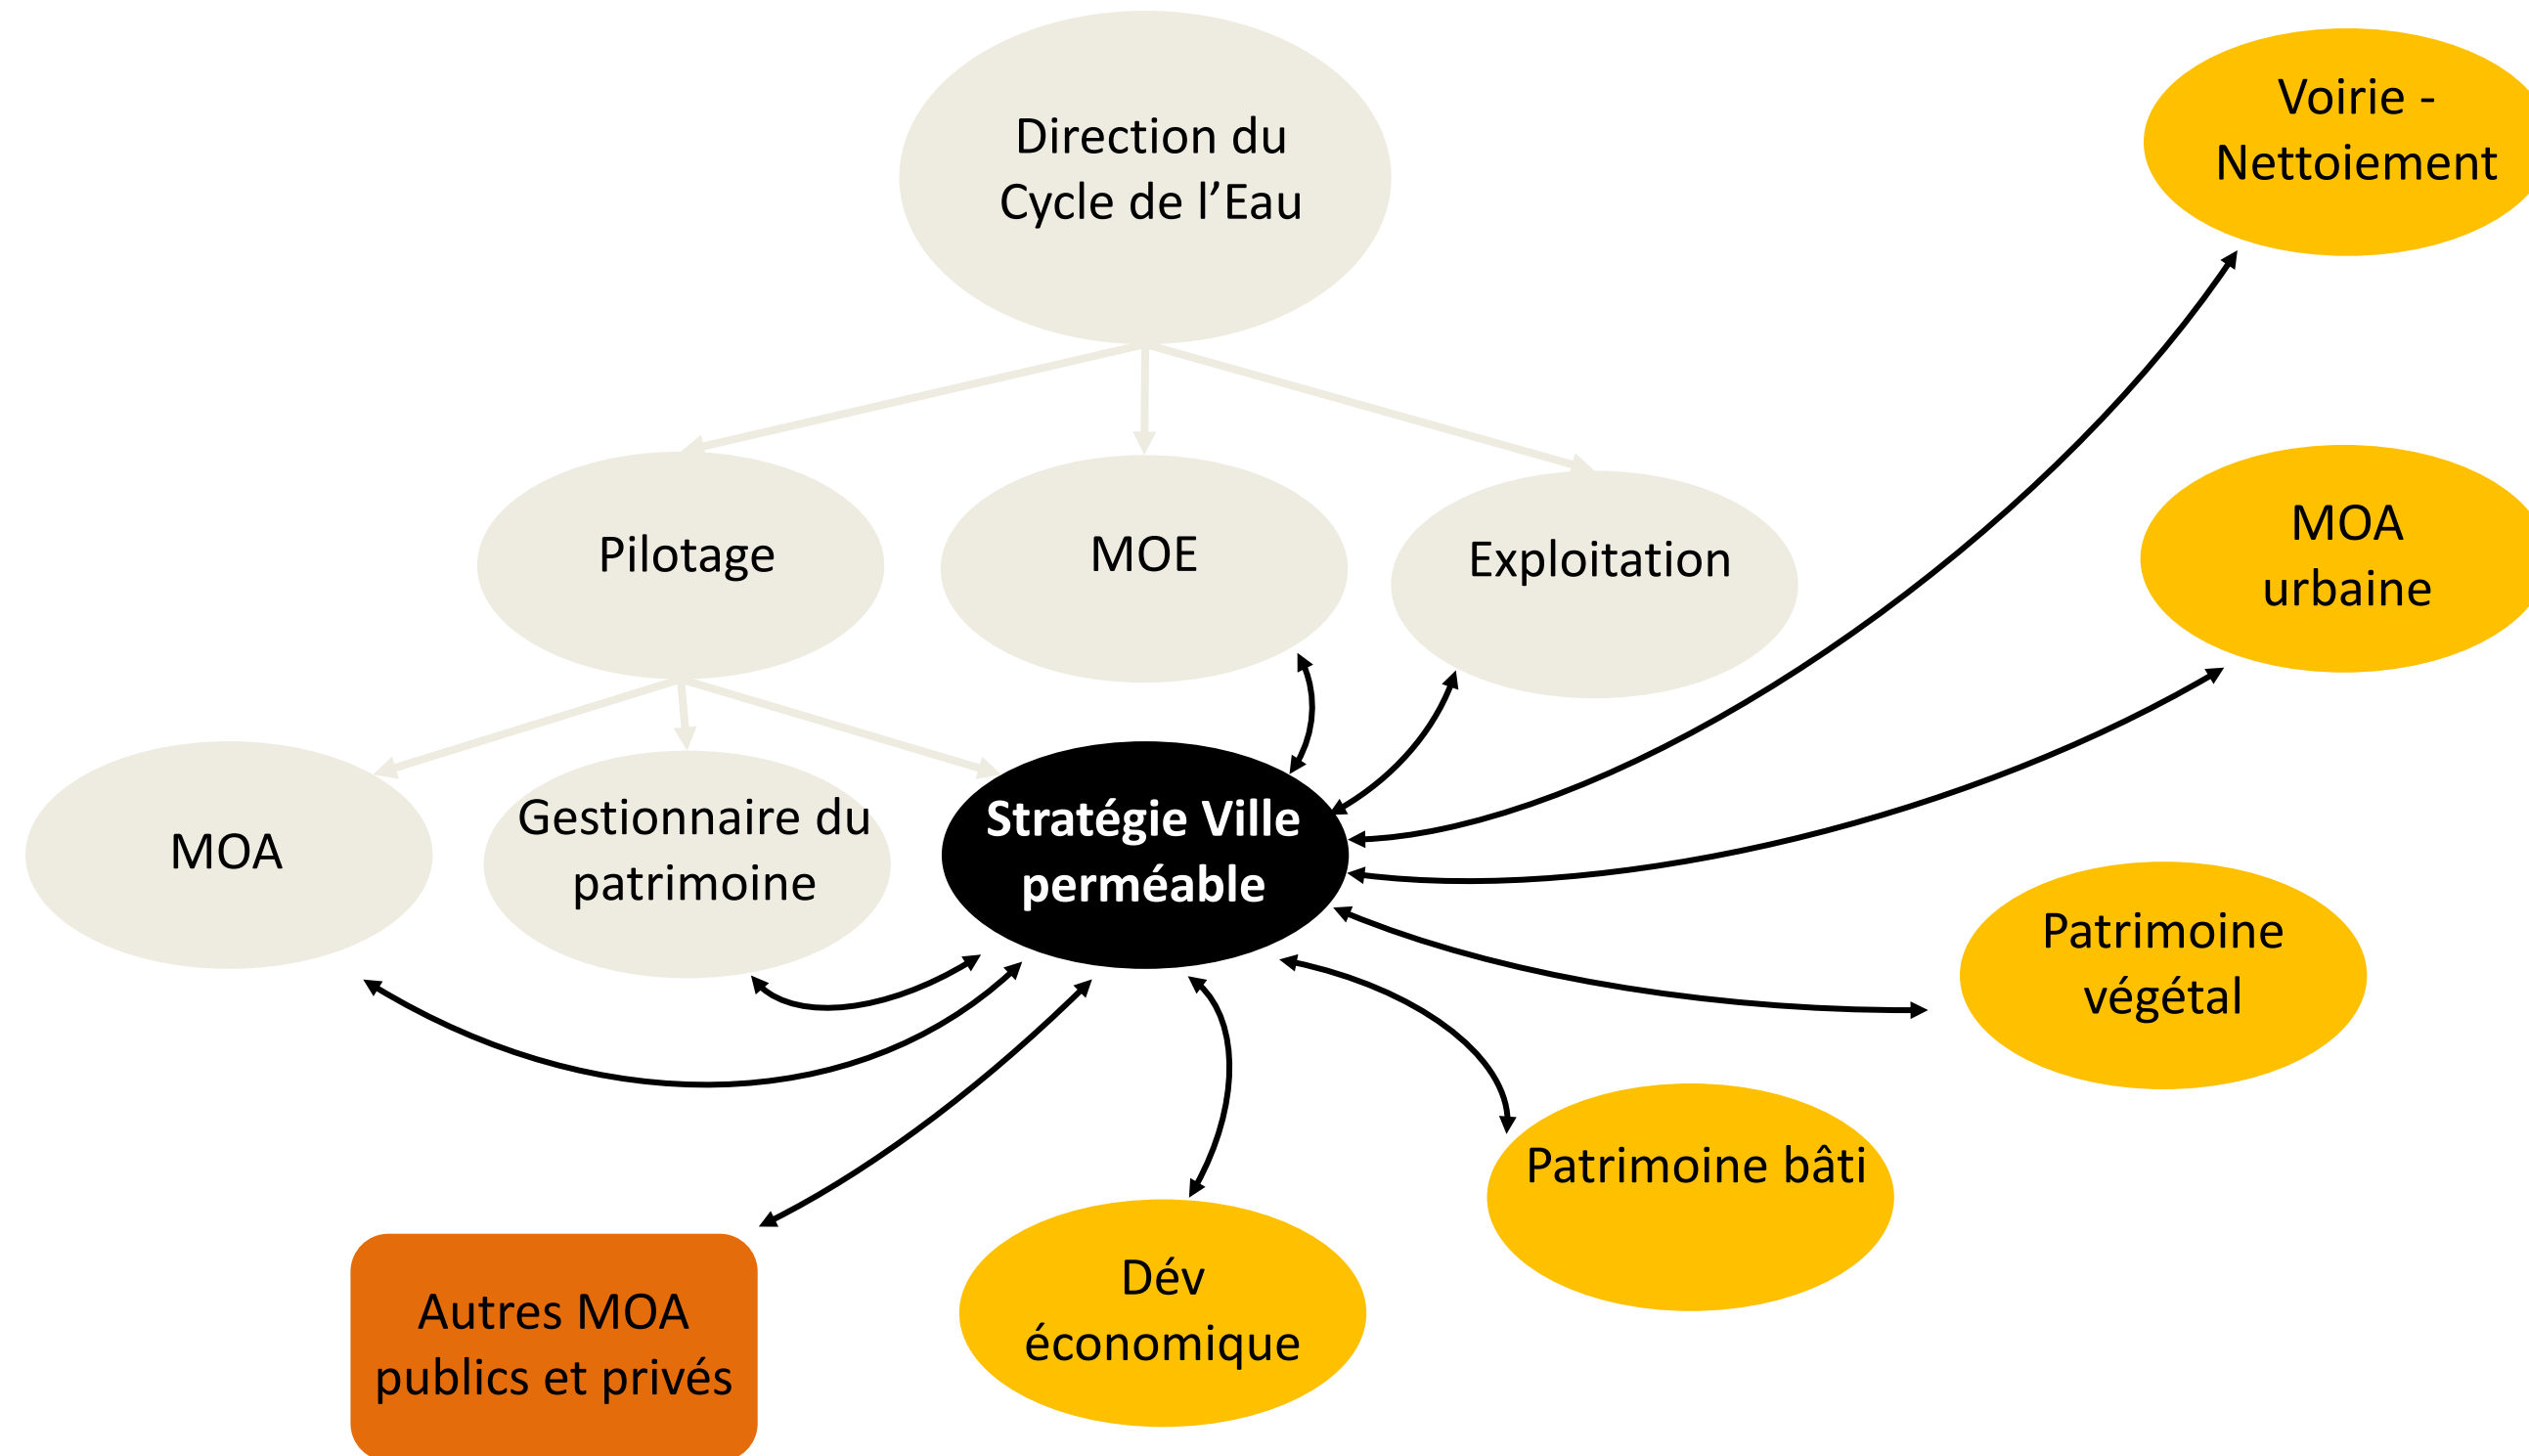 Direction du
Cycle de l’Eau
Voirie -
Nettoiement
Pilotage
MOE
Exploitation
MOA
urbaine
MOA
Gestionnaire du
patrimoine
Stratégie Ville
perméable
Patrimoine
végétal
Patrimoine bâti
Dév
économique
Autres MOA
publics et privés